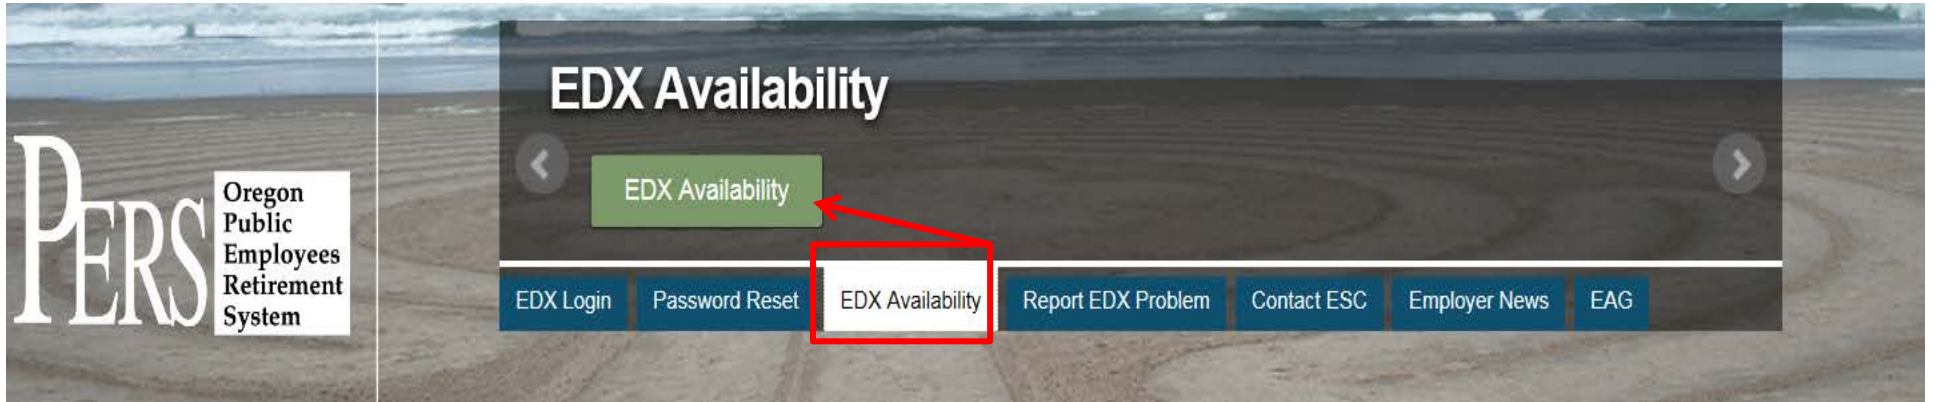 PERS
Oregon
Public
Employees
Retirement
System
EDX Availability
EDX Availability
EDX Login
Password Reset
EDX Availability
Report EDX Problem
Contact ESC
Employer News
EAG